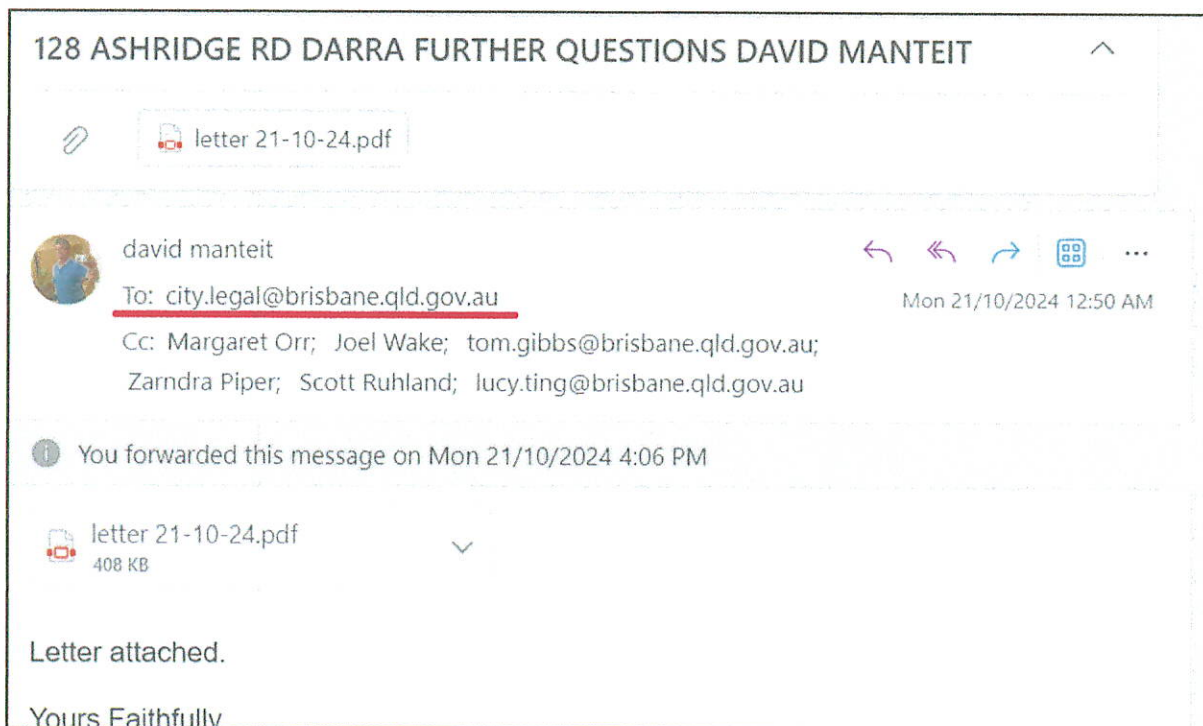 128 ASHRIDGE RD DARRA FURTHER QUESTIONS DAVID MANTEIT
letter 21-10-24.pdf
david manteit
To: city.legal@brisbane.qld.gov.au
Mon 21/10/2024 12:50 AM
Cc: Margaret Orr; Joel Wake; tom.gibbs@brisbane.qld.gov.au;
Zarndra Piper; Scott Ruhland; lucy.ting@brisbane.qld.gov.au
You forwarded this message on Mon 21/10/2024 4:06 PM
letter 21-10-24.pdf
408 KB
Letter attached.
Yours Faithfully